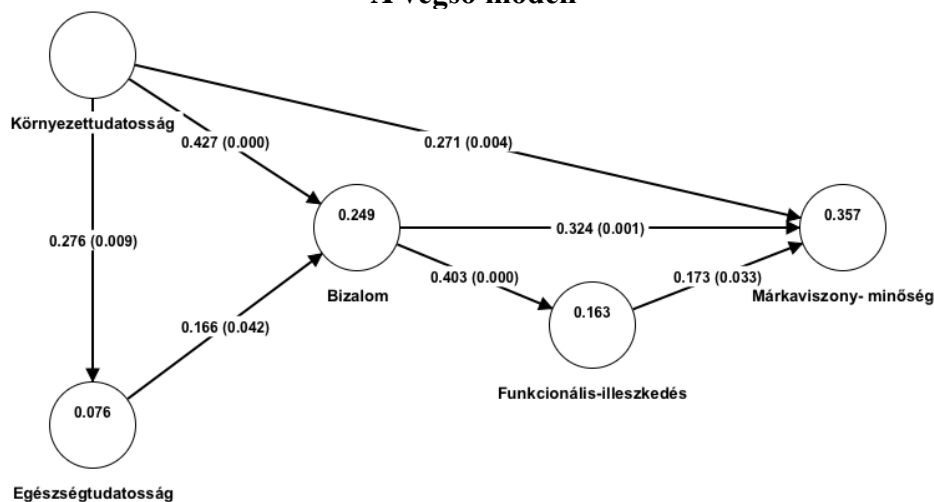 A végső modell
Környezettudatosság
0.427 (0.000)
0.271 (0.004)
0.276 (0.009)
0.249
Bizalom
0.324 (0.001)
0.357
Márkaviszony- minőség
0.403 (0.000)
0.173 (0.033)
0.163
Funkcionális-illeszkedés
0.166 (0.042)
0.076
Egészségtudatosság